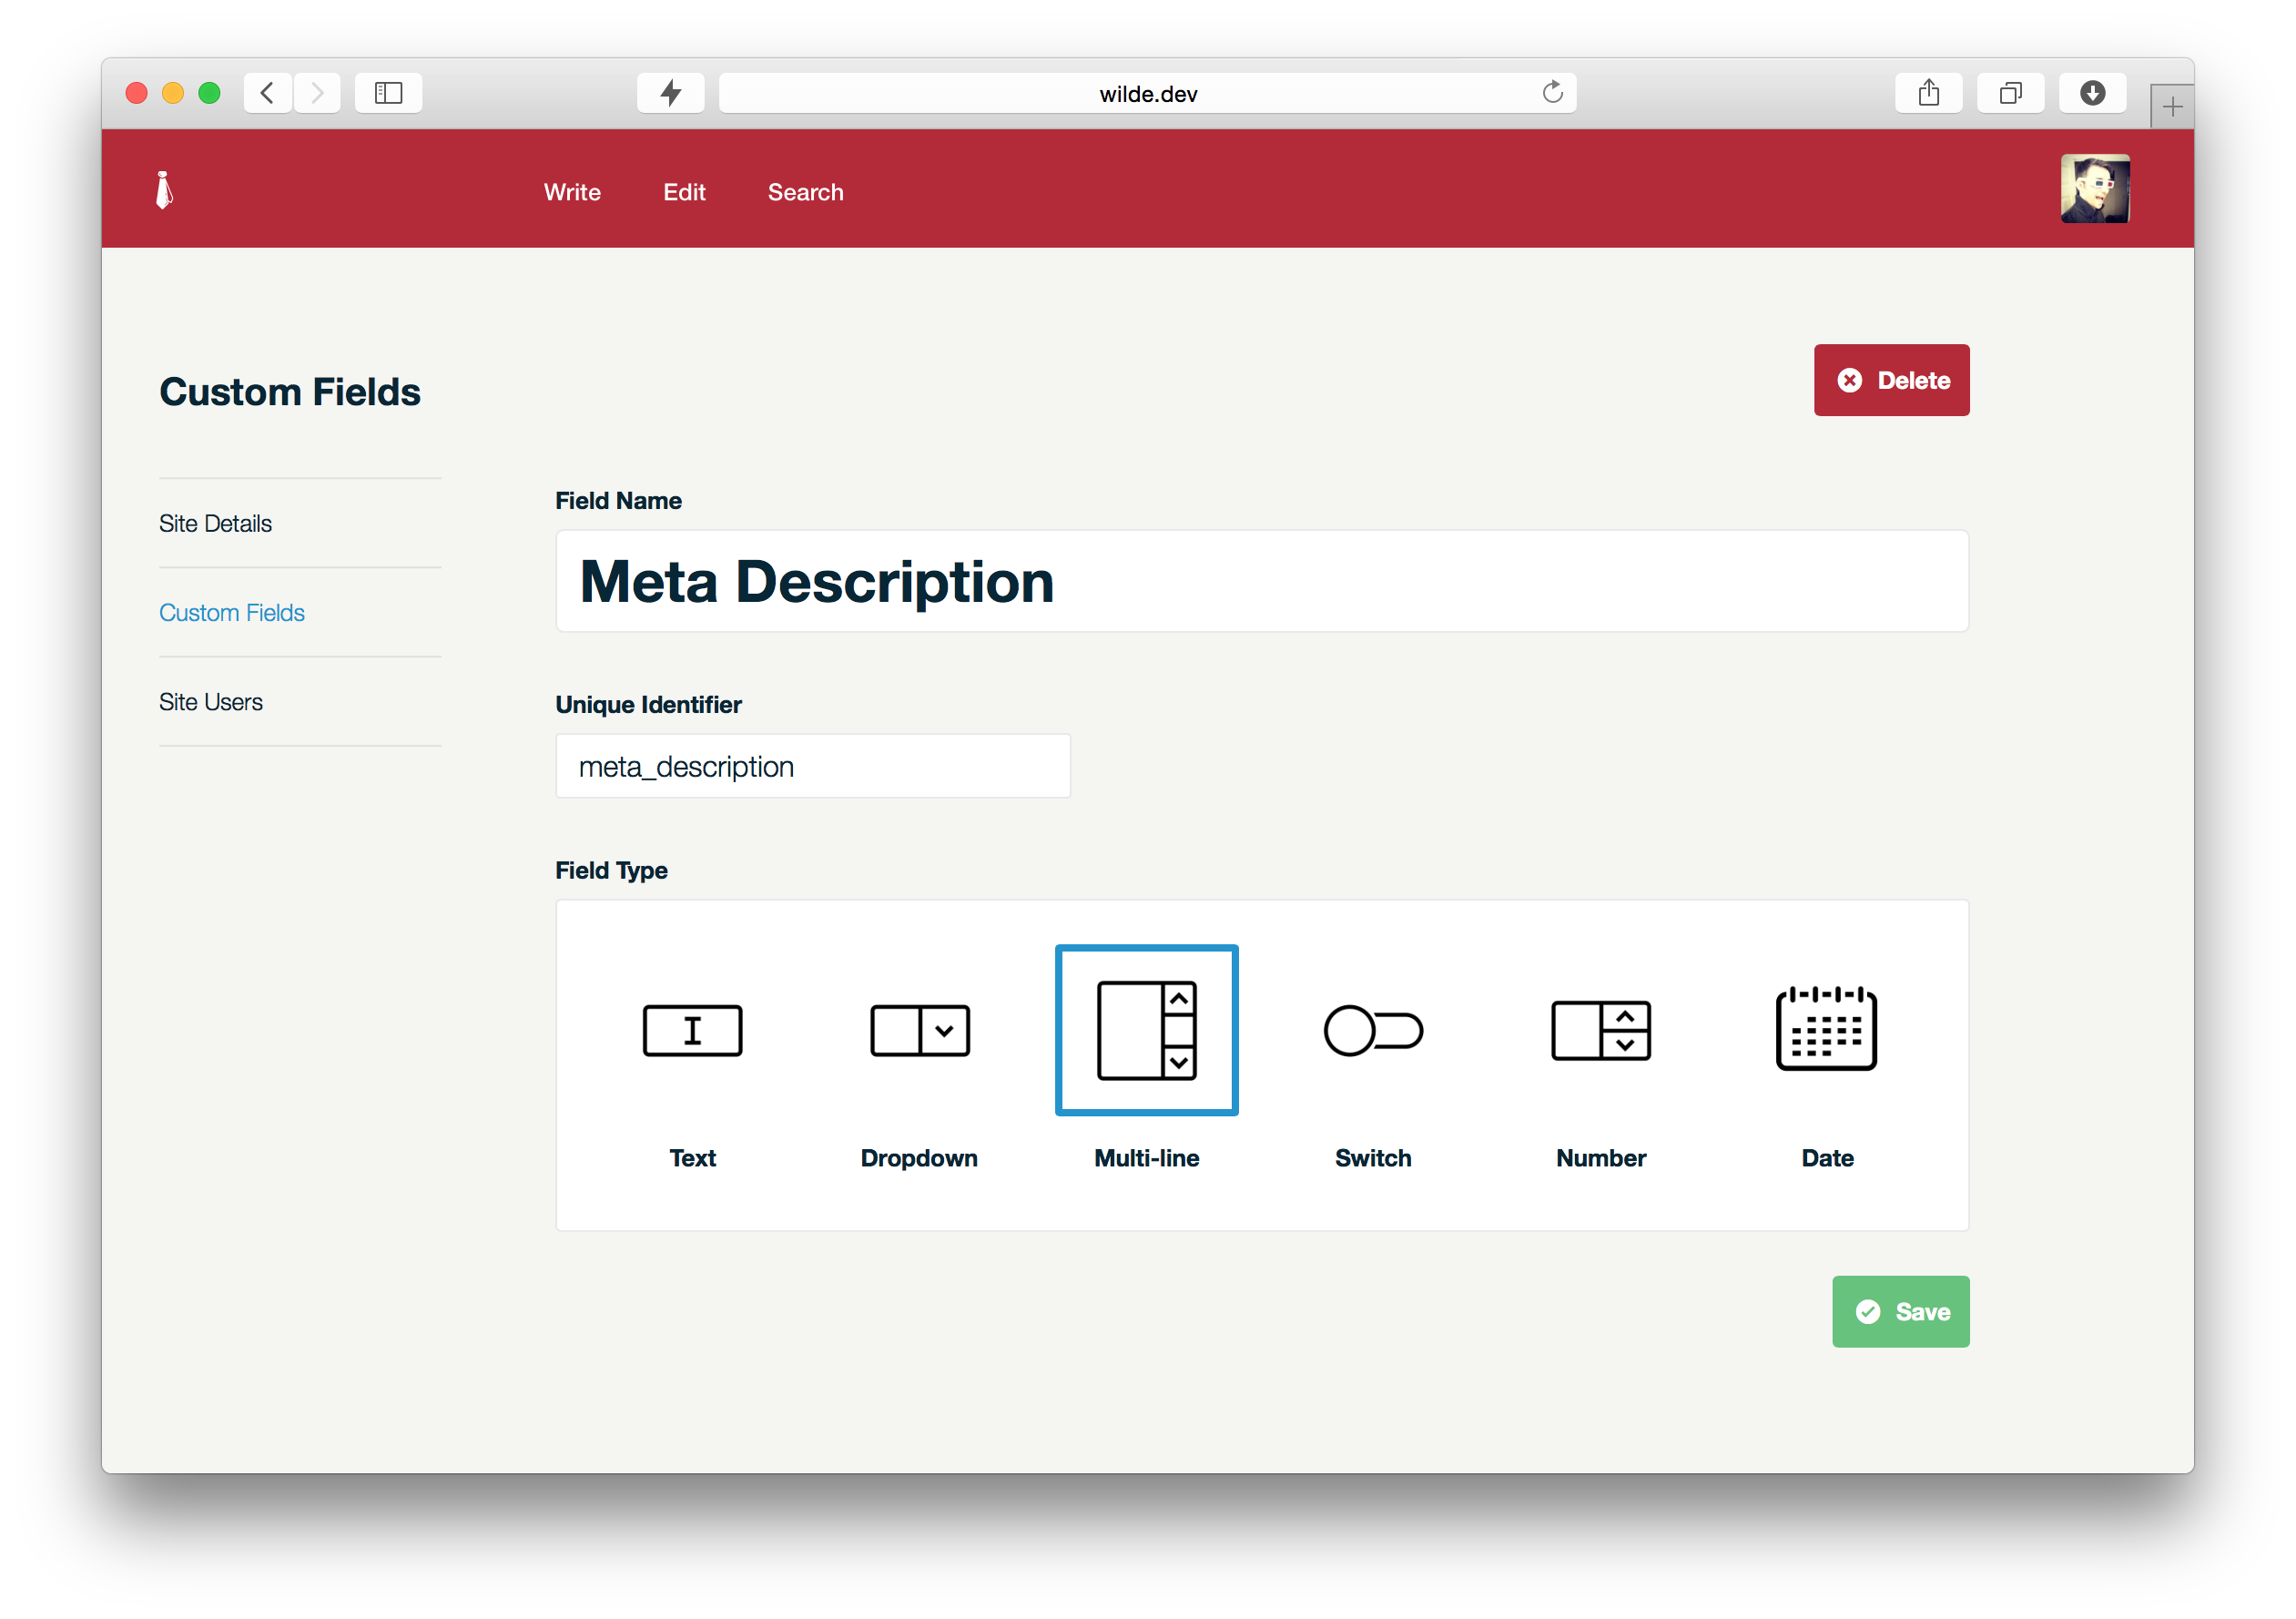 wilde.dev
Write Edit Search
Custom Fields
Delete
Site Details
Custom Fields
Site Users
Field Name
Meta Description
Unique Identifier
meta_description
Field Type
Text Dropdown Multi-line Switch Number Date
Save